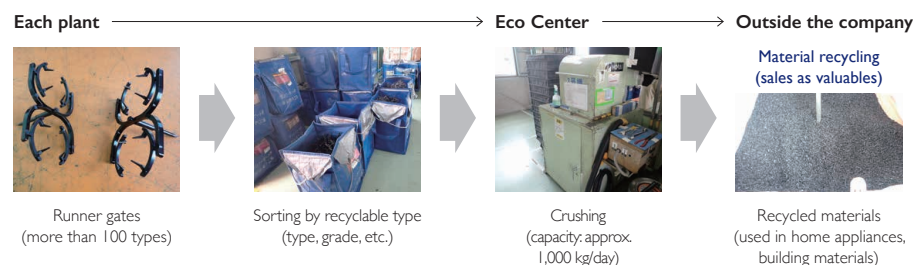 Each plant
Eco Center
Outside the company
Material recycling
(sales as valuables)
Runner gates
(more than 100 types)
Sorting by recyclable type
(type, grade, etc.)
Crushing
(capacity: approx.
1,000 kg/day)
Recycled materials
(used in home appliances,
building materials)